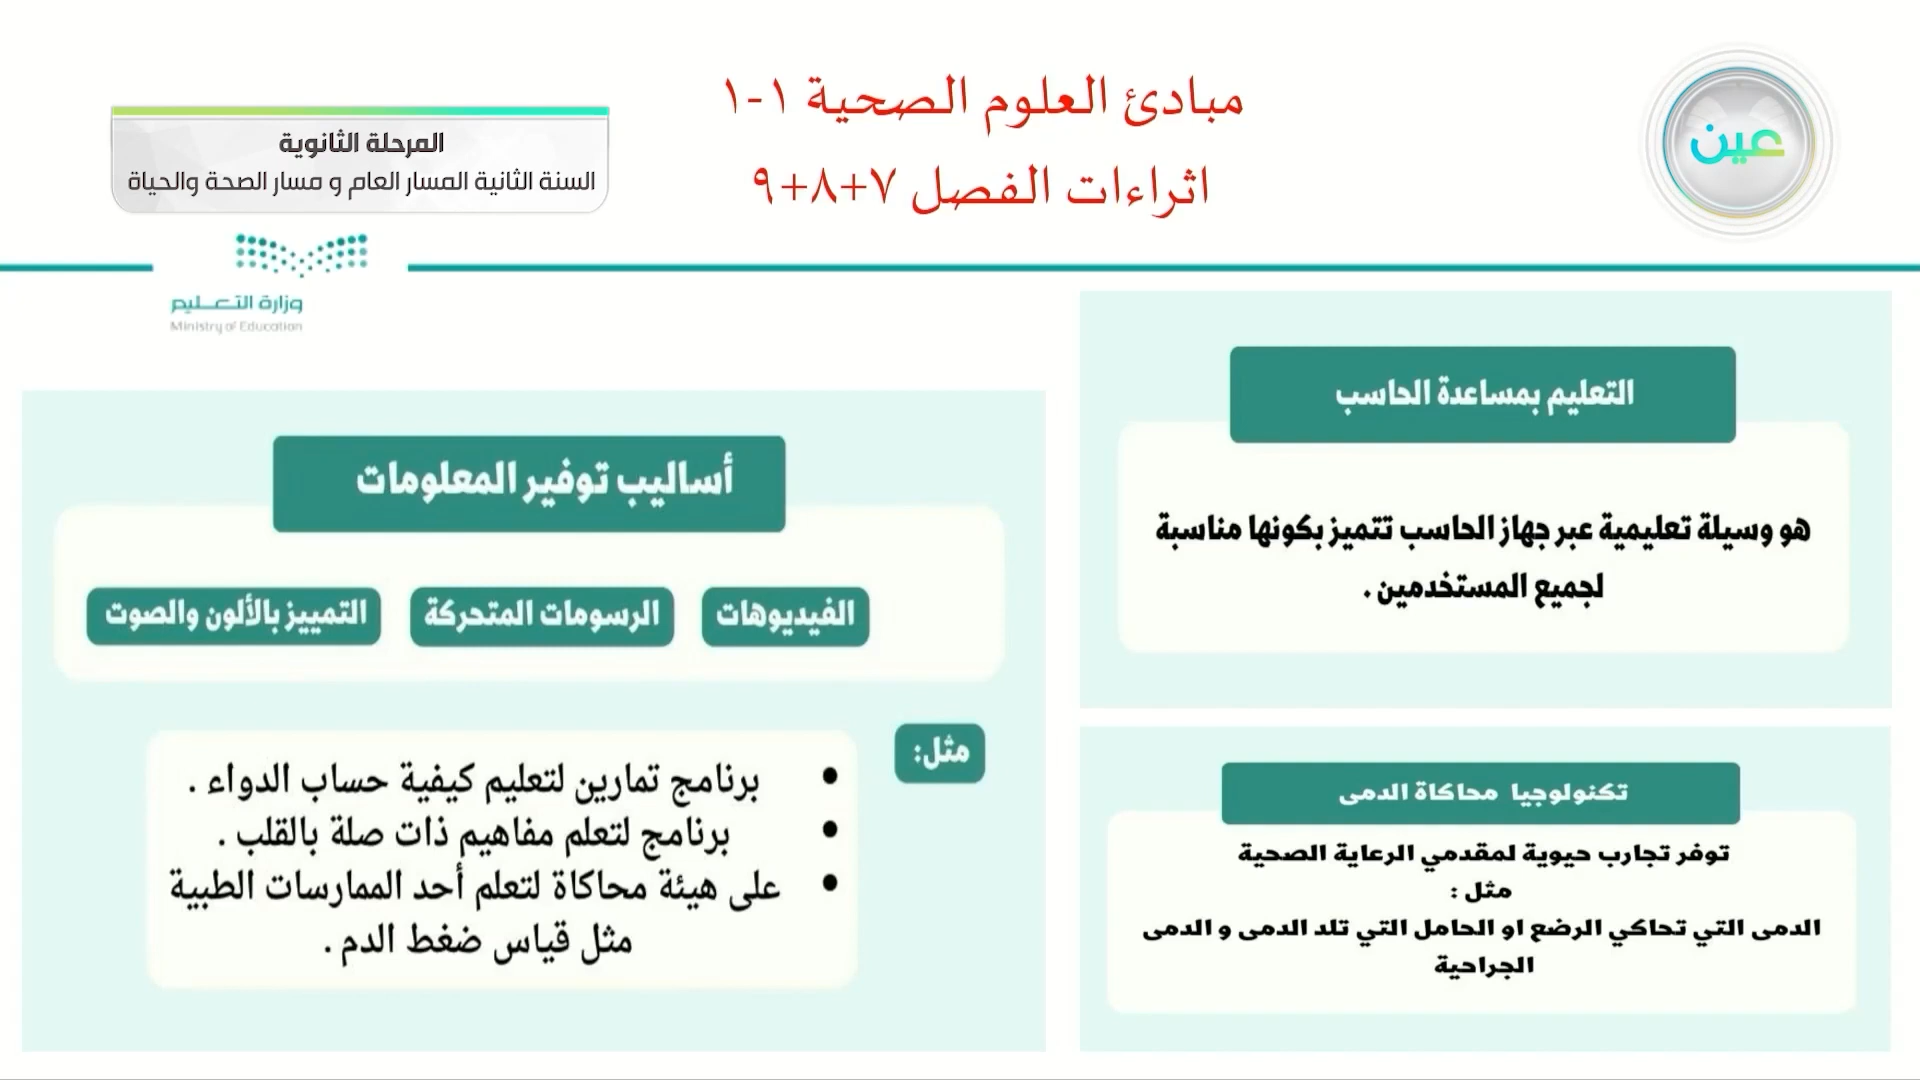 مبادئ العلوم الصحية ١-١
اثراءات الفصل ٧+٨+٩
عين
المرحلة الثانوية
السنة الثانية المسار العام و مسار الصحة والحياة
وزارة التعـــليم
Ministry of Education
التعليم بمساعدة الحاسب
هو وسيلة تعليمية عبر جهاز الحاسب تتميز بكونها مناسبة
لجميع المستخدمين .
تكنولوجيا محاكاة الدمى
توفر تجارب حيوية لمقدمي الرعاية الصحية
مثل :
الدمى التي تحاكي الرضع او الحامل التي تلد الدمى و الدمى
الجراحية
أساليب توفير المعلومات
الفيديوهات
الرسومات المتحركة
التمييز بالألون والصوت
مثل:
• برنامج تمارين لتعليم كيفية حساب الدواء .
• برنامج لتعلم مفاهيم ذات صلة بالقلب .
• على هيئة محاكاة لتعلم أحد الممارسات الطبية
مثل قياس ضغط الدم .